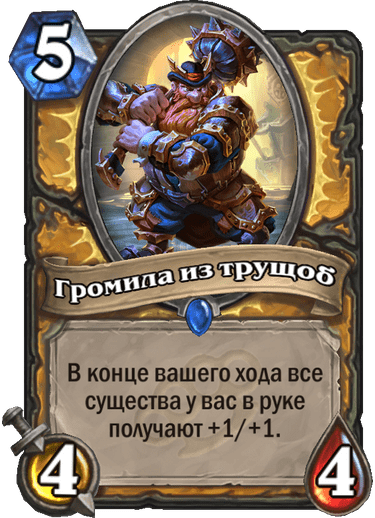 5
Громила из трущоб
В конце вашего хода все
существа у вас в руке
получают +1/+1.
4
4